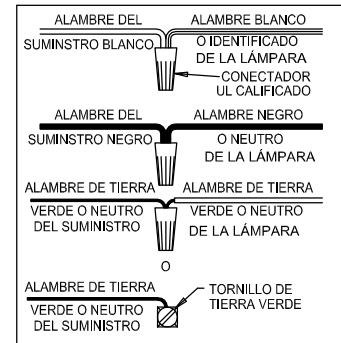 ALAMBRE DEL ALAMBRE BLANCO
SUMINSTRO BLANCO O IDENTIFICADO
DE LA LÁMPARA
CONECTADOR
UL CALIFICADO
ALAMBRE DEL ALAMBRE NEGRO
SUMINSTRO NEGRO O NEUTRO
DE LA LÁMPARA
ALAMBRE DE TIERRA ALAMBRE DE TIERRA
VERDE O NEUTRO VERDE O NEUTRO
DEL SUMINISTRO DE LA LÁMPARA
O
ALAMBRE DE TIERRA TORNILLO DE
TIERRA VERDE
VERDE O NEUTRO
DEL SUMINISTRO